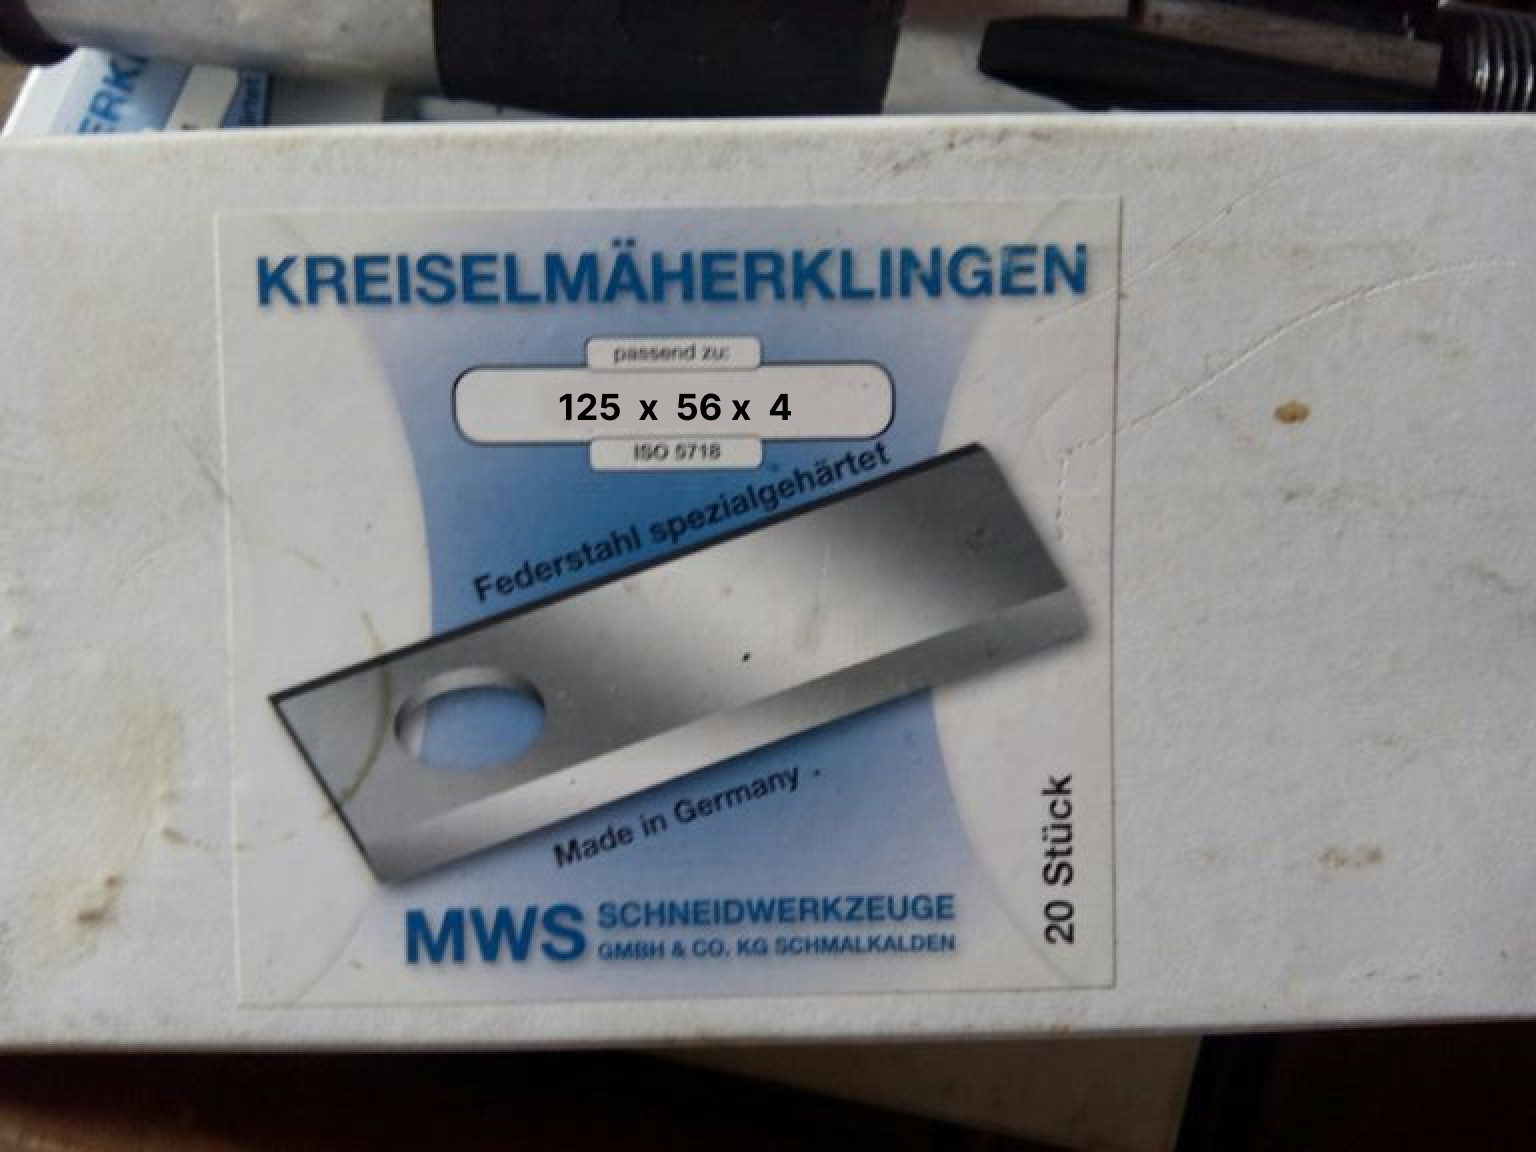 ERK
KREISELMÄHERKLINGEN
passend zu:
125 x 56 x 4
ISO 5718
Federstahl spezialgehärtet
Made in Germany
20 Stück
MWS SCHNEIDWERKZEUGE
GMBH & CO. KG SCHMALKALDEN